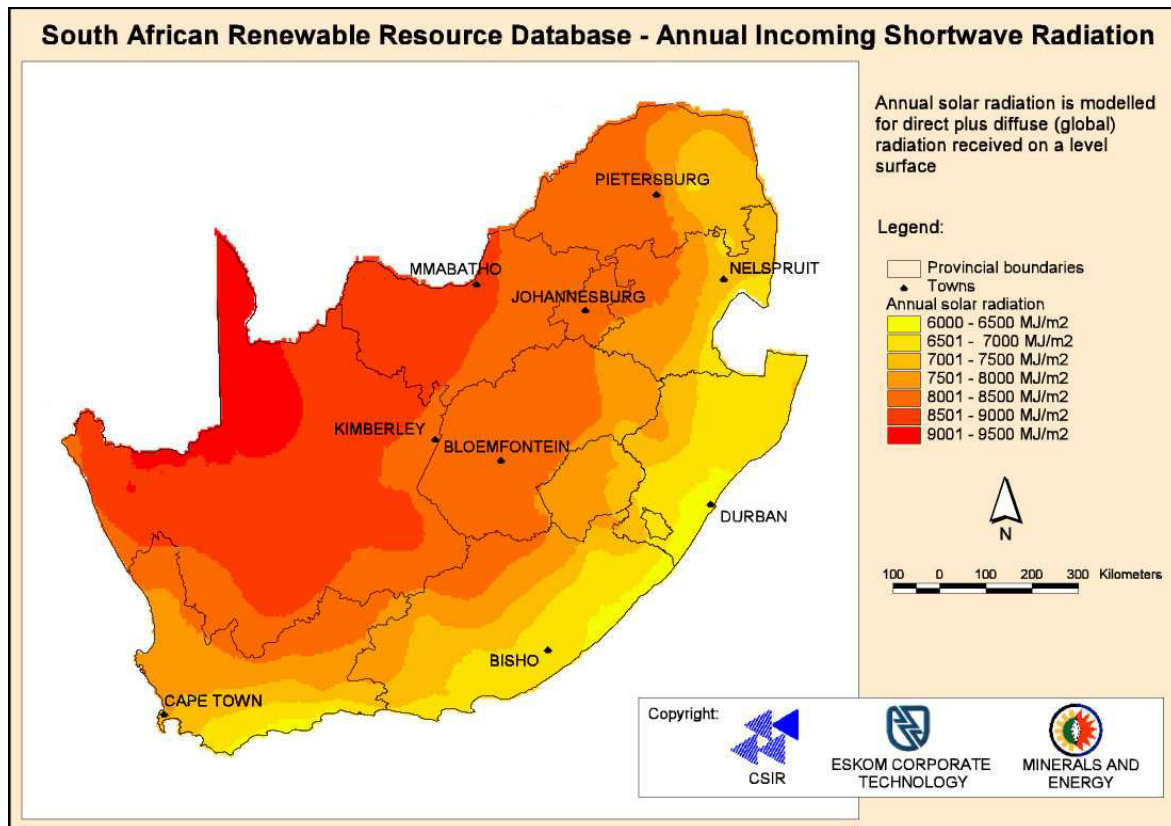 South African Renewable Resource Database - Annual Incoming Shortwave Radiation
Annual solar radiation is modelled
for direct plus diffuse (global)
radiation received on a level
surface
PIETERSBURG
Legend:
MMABATHO
NELSPRUIT
Provincial boundaries
Towns
JOHANNESBURG
Annual solar radiation
6000 - 6500 MJ/m2
6501 - 7000 MJ/m2
7001 - 7500 MJ/m2
7501 - 8000 MJ/m2
8001 - 8500 MJ/m2
8501 - 9000 MJ/m2
9001 - 9500 MJ/m2
KIMBERLEY
BLOEMFONTEIN
DURBAN
N
100 0 100 200 300 Kilometers
BISHO
CAPE TOWN
Copyright:
CSIR
ESKOM CORPORATE
TECHNOLOGY
MINERALS AND
ENERGY